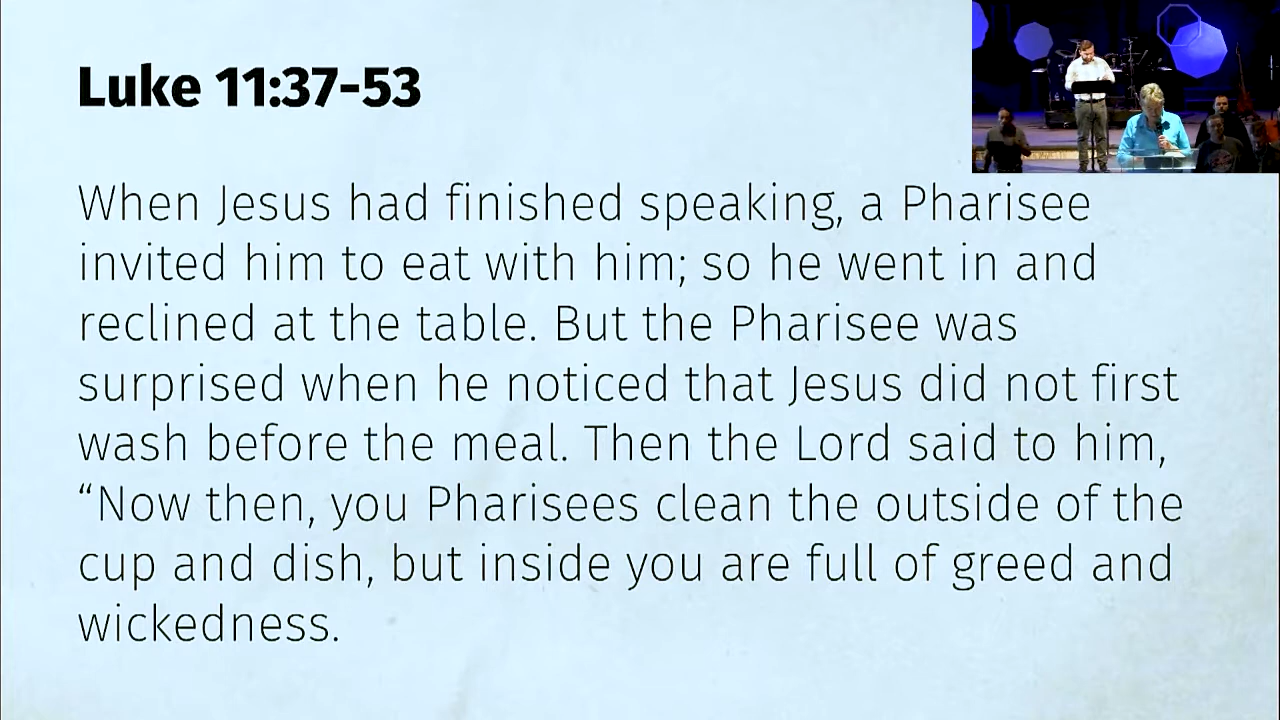 Luke 11:37-53
When Jesus had finished speaking, a Pharisee
invited him to eat with him; so he went in and
reclined at the table. But the Pharisee was
surprised when he noticed that Jesus did not first
wash before the meal. Then the Lord said to him,
“Now then, you Pharisees clean the outside of the
cup and dish, but inside you are full of greed and
wickedness.